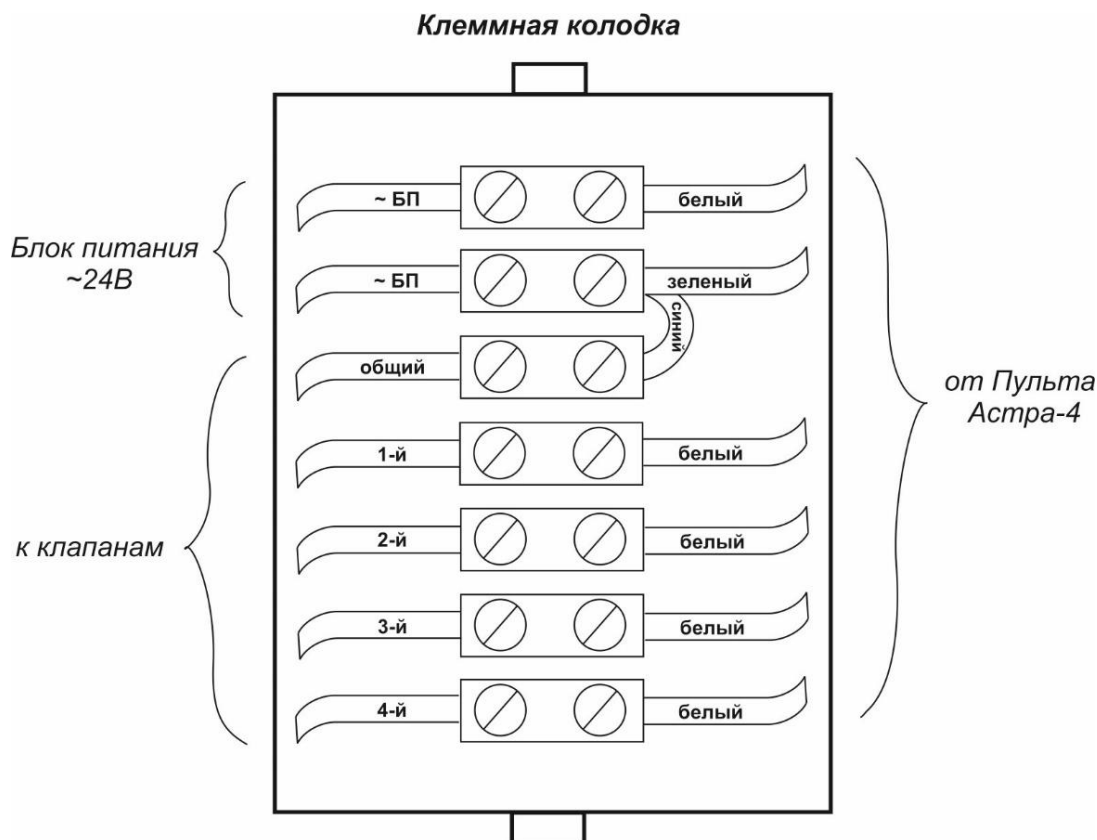 Клеммная колодка
~ БП
белый
Блок питания
~24В
~ БП
зеленый
синий
общий
от Пульта
Астра-4
1-й
белый
к клапанам
2-й
белый
3-й
белый
4-й
белый